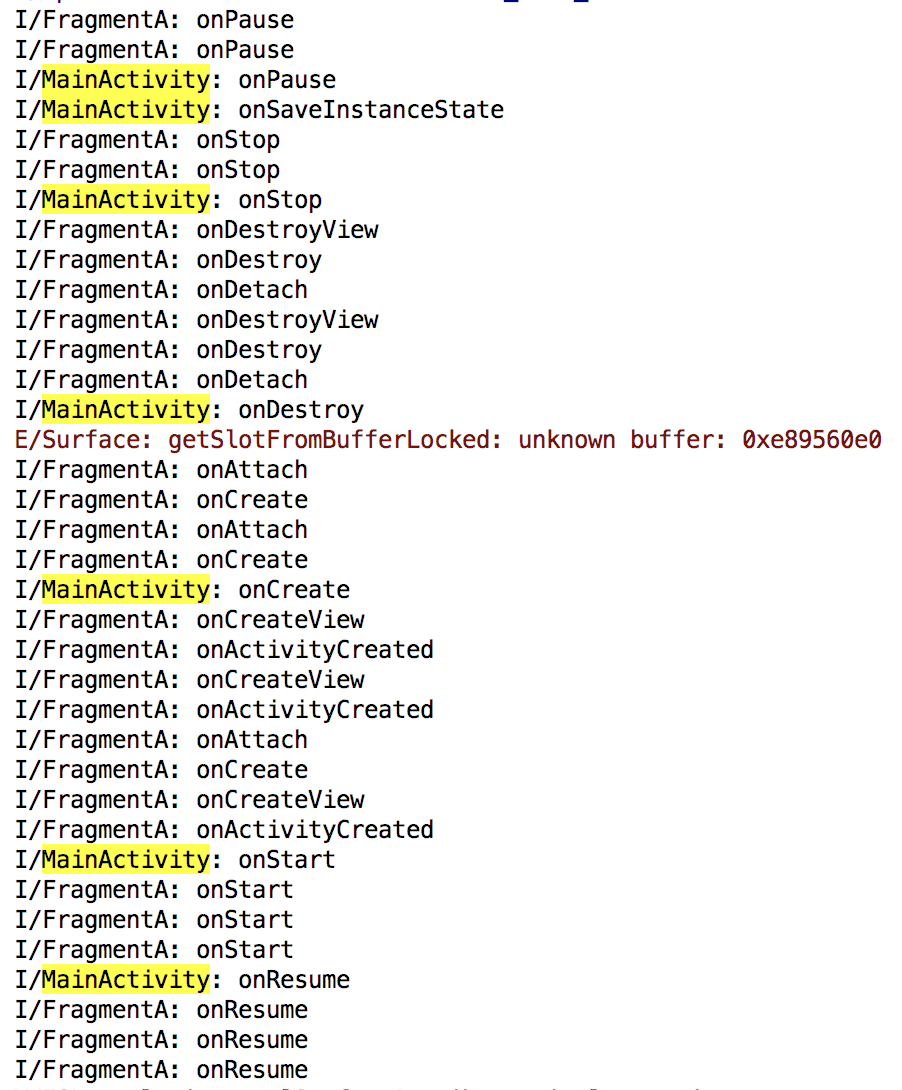 I/FragmentA: onPause
I/FragmentA: onPause
I/MainActivity: onPause
I/MainActivity: onSaveInstanceState
I/FragmentA: onStop
I/FragmentA: onStop
I/MainActivity: onStop
I/FragmentA: onDestroyView
I/FragmentA: onDestroy
I/FragmentA: onDetach
I/FragmentA: onDestroyView
I/FragmentA: onDestroy
I/FragmentA: onDetach
I/MainActivity: onDestroy
E/Surface: getSlotFromBufferLocked: unknown buffer: 0xe89560e0
I/FragmentA: onAttach
I/FragmentA: onCreate
I/FragmentA: onAttach
I/FragmentA: onCreate
I/MainActivity: onCreate
I/FragmentA: onCreateView
I/FragmentA: onActivityCreated
I/FragmentA: onCreateView
I/FragmentA: onActivityCreated
I/FragmentA: onAttach
I/FragmentA: onCreate
I/FragmentA: onCreateView
I/FragmentA: onActivityCreated
I/MainActivity: onStart
I/FragmentA: onStart
I/FragmentA: onStart
I/FragmentA: onStart
I/MainActivity: onResume
I/FragmentA: onResume
I/FragmentA: onResume
I/FragmentA: onResume